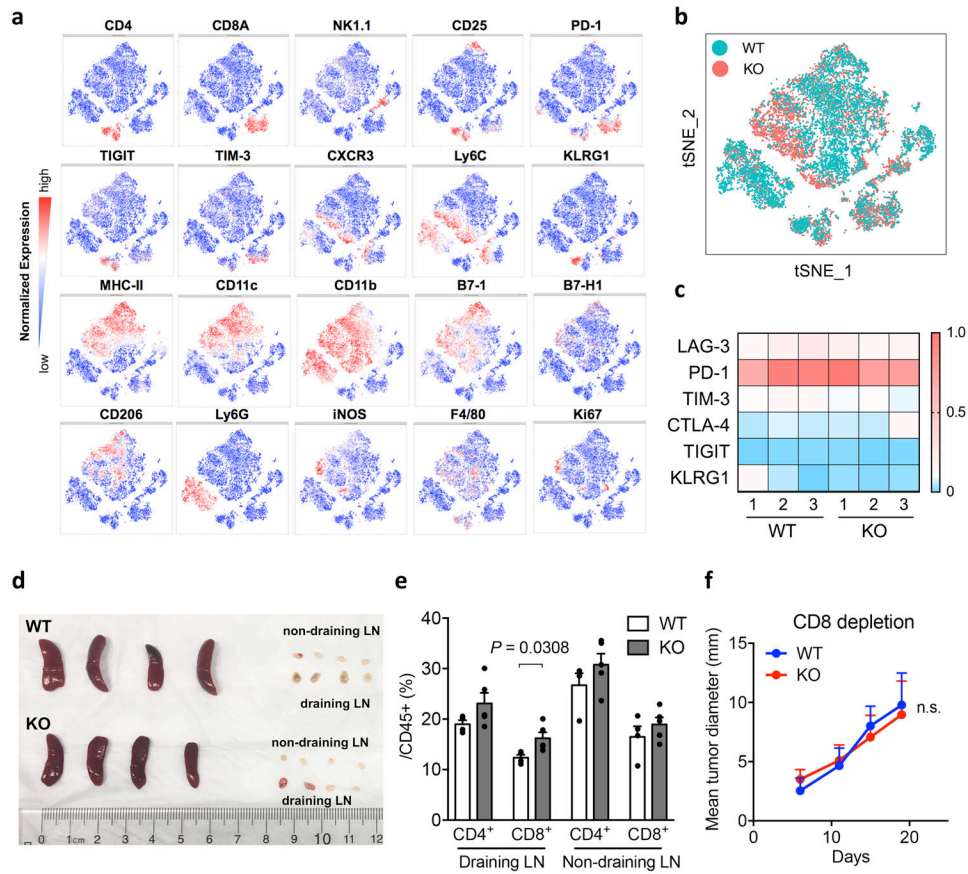 a
CD4 CD8A NK1.1 CD25 PD-1
TIGIT TIM-3 CXCR3 Ly6C KLRG1
MHC-II CD11c CD11b B7-1 B7-H1
CD206 Ly6G iNOS F4/80 Ki67
Normalized Expression
high
low
b
WT
KO
tSNE_2
tSNE_1
c
LAG-3
PD-1
TIM-3
CTLA-4
TIGIT
KLRG1
1 2 3 1 2 3
WT KO
1.0
0.5
0
d
WT
non-draining LN
draining LN
KO
non-draining LN
draining LN
0 1cm 2 3 4 5 6 7 8 9 10 11 12
e
/CD45+ (%)
40
30
20
10
0
P = 0.0308
WT
KO
CD4+ CD8+ CD4+ CD8+
Draining LN Non-draining LN
f
CD8 depletion
Mean tumor diameter (mm)
15
10
5
0
WT
KO
n.s.
0 5 10 15 20 25
Days